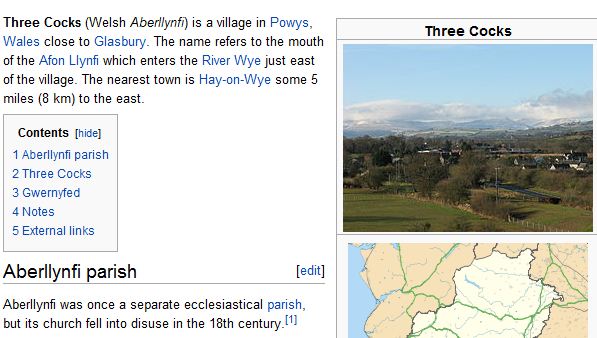 Three Cocks (Welsh Aberllynfi) is a village in Powys,
Wales close to Glasbury. The name refers to the mouth
of the Afon Llynfi which enters the River Wye just east
of the village. The nearest town is Hay-on-Wye some 5
miles (8 km) to the east.
Contents [hide]
1 Aberllynfi parish
2 Three Cocks
3 Gwernyfed
4 Notes
5 External links
Aberllynfi parish [edit]
Aberllynfi was once a separate ecclesiastical parish,
but its church fell into disuse in the 18th century.[1]
Three Cocks